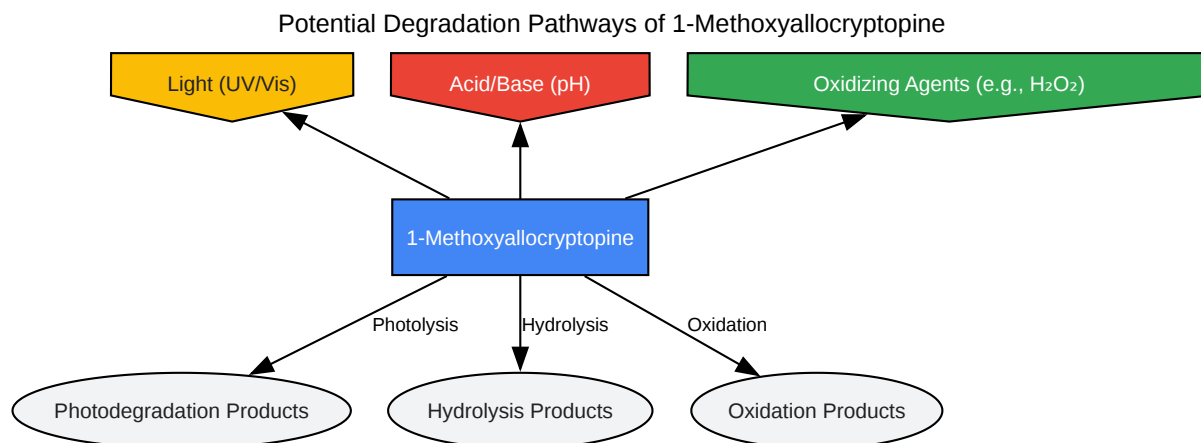 Potential Degradation Pathways of 1-Methoxyallocryptopine
Light (UV/Vis)
Acid/Base (pH)
Oxidizing Agents (e.g., H₂O₂)
1-Methoxyallocryptopine
Photolysis
Hydrolysis
Oxidation
Photodegradation Products
Hydrolysis Products
Oxidation Products